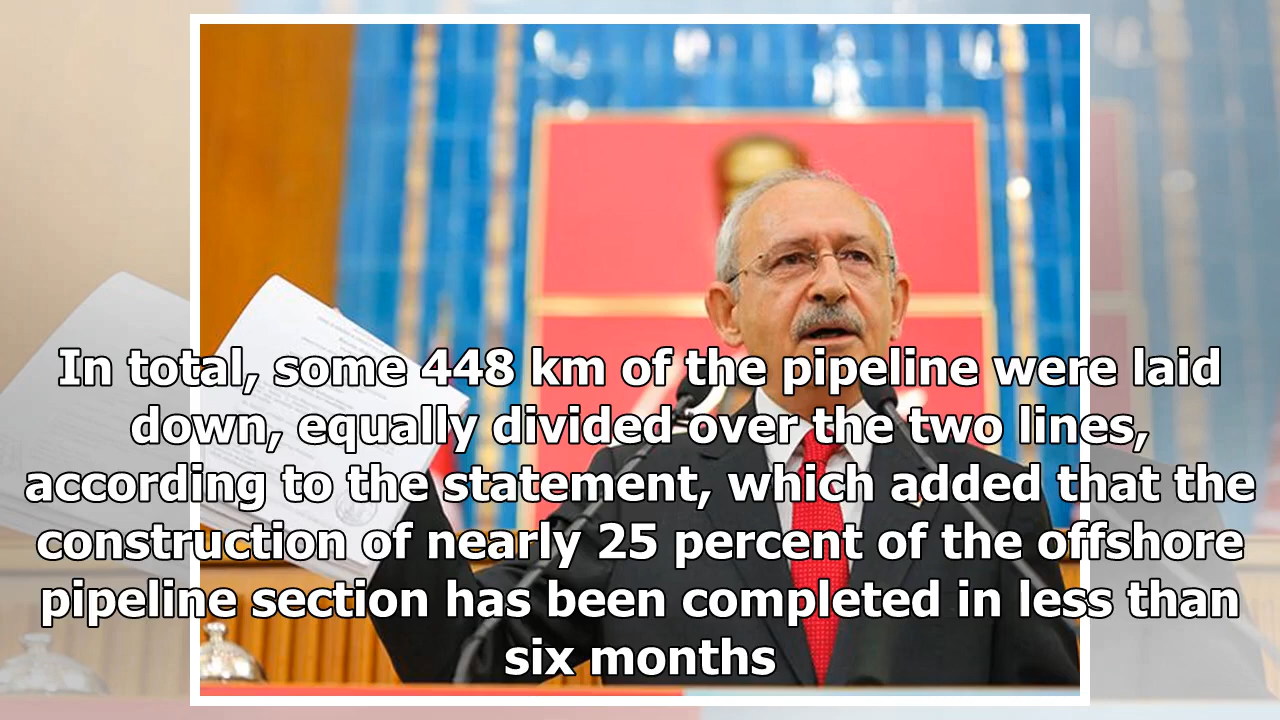 In total, some 448 km of the pipeline were laid
down, equally divided over the two lines,
according to the statement, which added that the
construction of nearly 25 percent of the offshore
pipeline section has been completed in less than
six months